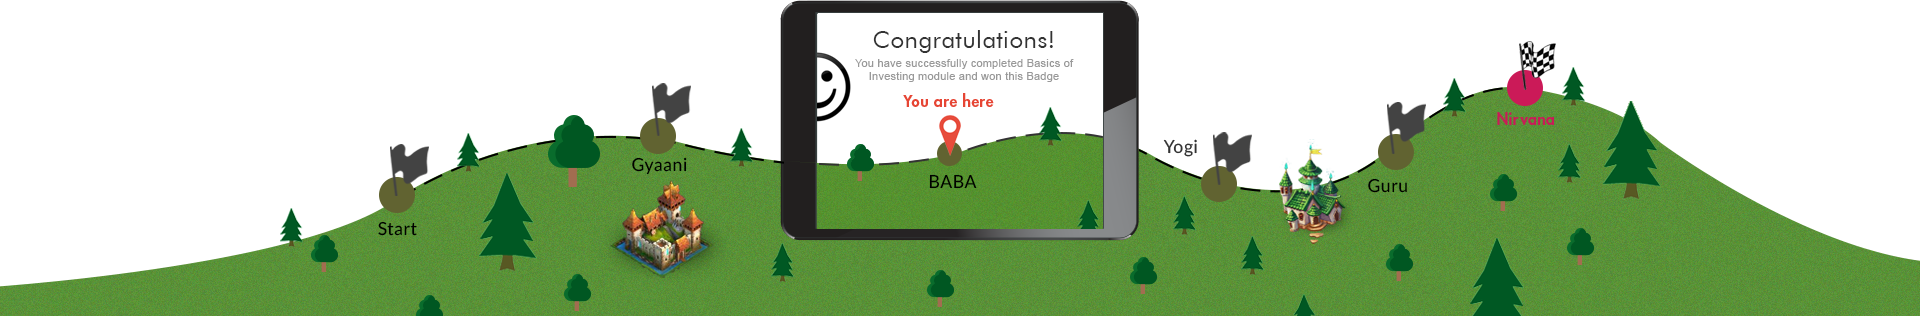 Congratulations!
You have successfully completed Basics of
Investing module and won this Badge
You are here
Nirvana
Yogi
Gyaani
BABA
Guru
Start